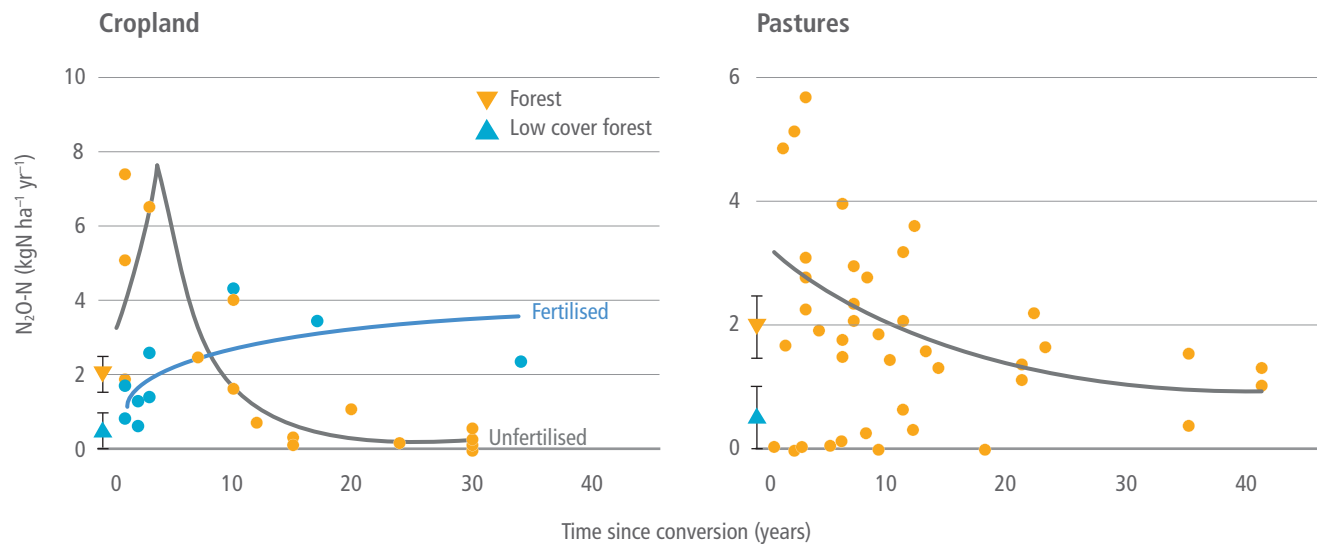 Cropland
Pastures
N₂O-N (kgN ha⁻¹ yr⁻¹)
10
8
6
4
2
0
Forest
Low cover forest
Fertilised
Unfertilised
0 10 20 30 40
6
4
2
0
0 10 20 30 40
Time since conversion (years)